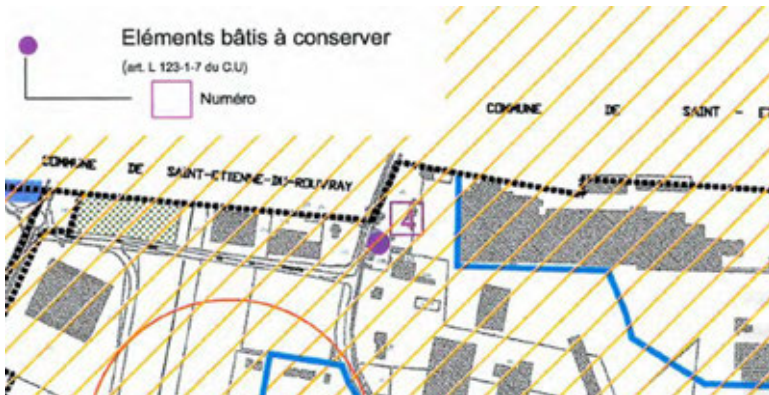 Eléments bâtis à conserver
(art. L 123-1-7 du C.U)
Numéro
COMMUNE DE SAINT - ET
COMMUNE DE SAINT-ETIENNE-DU-ROUVRAY
4